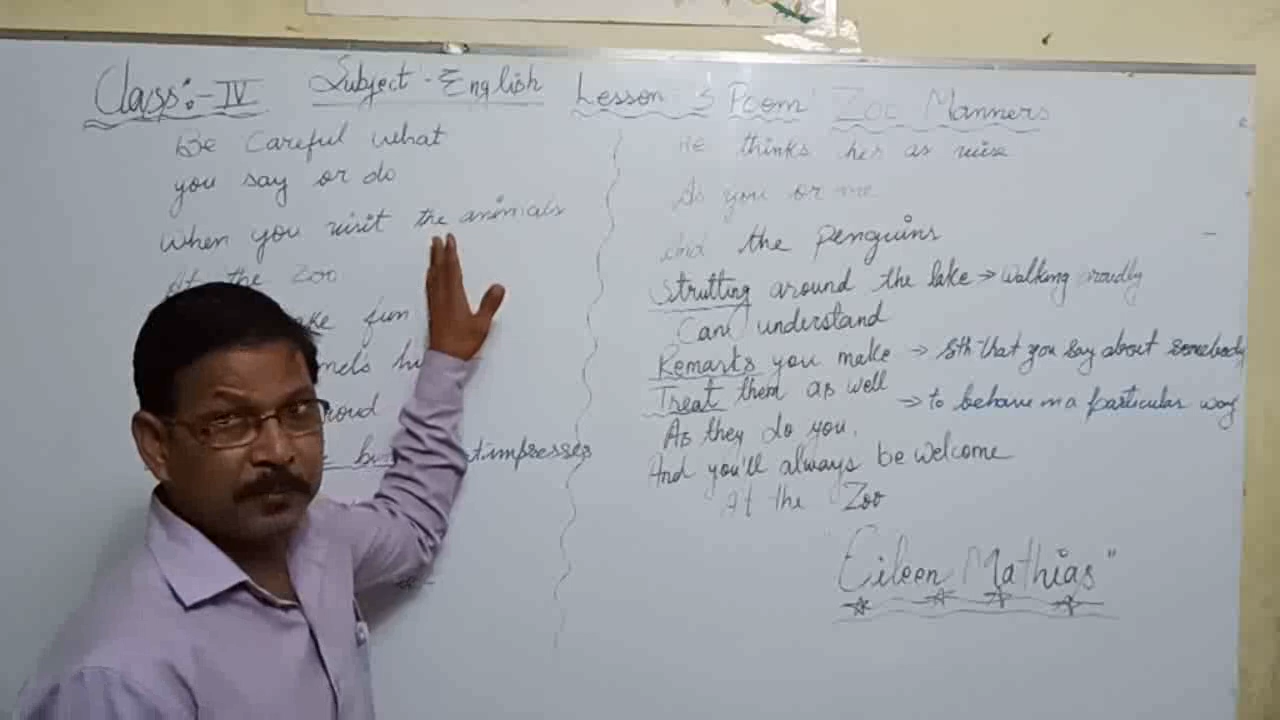 Class:- IV Subject - English Lesson 3 Poem Zoo Manners
Be Careful what
you say or do
When you visit the animals
At the Zoo
fun
roud
impresses
He thinks he's as wise
As you or me
And the Penguins
Strutting around the lake → walking proudly
Can understand
Remarks you make → Sth that you say about somebody
Treat them as well
→ to behave in a particular way
As they do you,
And you'll always be welcome
At the Zoo
"Eileen Mathias"